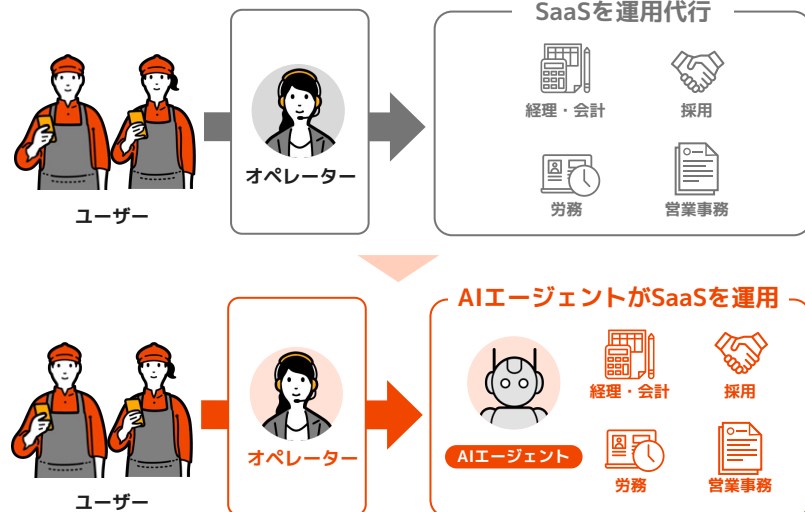 SaaSを運用代行
経理・会計
採用
オペレーター
労務
営業事務
ユーザー
AIエージェントがSaaSを運用
経理・会計
採用
オペレーター
AIエージェント
労務
営業事務
ユーザー